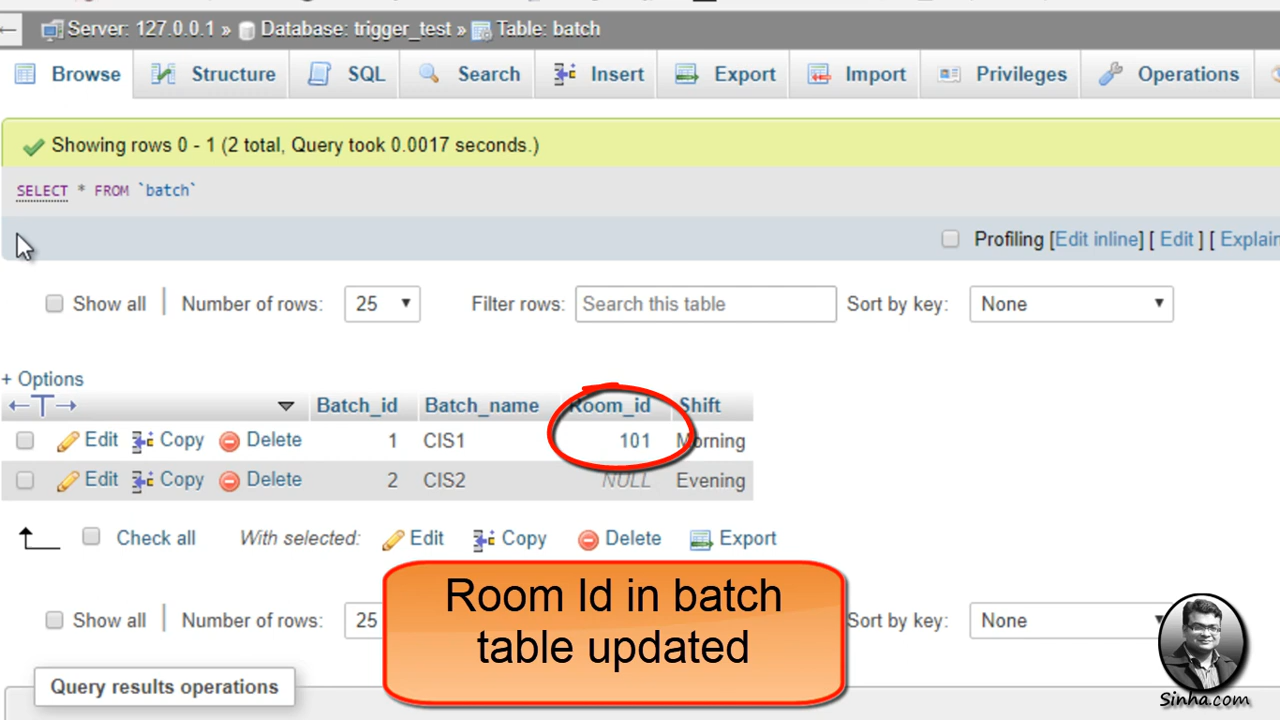 Server: 127.0.0.1 » Database: trigger_test » Table: batch
Browse Structure SQL Search Insert Export Import Privileges Operations
Showing rows 0 - 1 (2 total, Query took 0.0017 seconds.)
SELECT * FROM `batch`
Profiling [Edit inline] [ Edit ] [ Explain
Show all Number of rows: 25 Filter rows: Search this table Sort by key: None
+ Options
←T→ Batch_id Batch_name Room_id Shift
Edit Copy Delete 1 CIS1 101 Morning
Edit Copy Delete 2 CIS2 NULL Evening
Check all With selected: Edit Copy Delete Export
Room Id in batch
table updated
Show all Number of rows: 25 Sort by key: None
Query results operations
Sinha.com